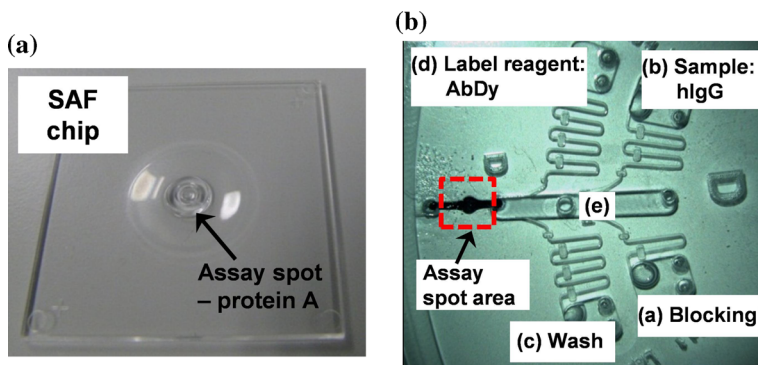 (a)
SAF
chip
Assay spot
– protein A
(b)
(d) Label reagent:
AbDy
(b) Sample:
hIgG
(e)
Assay
spot area
(a) Blocking
(c) Wash